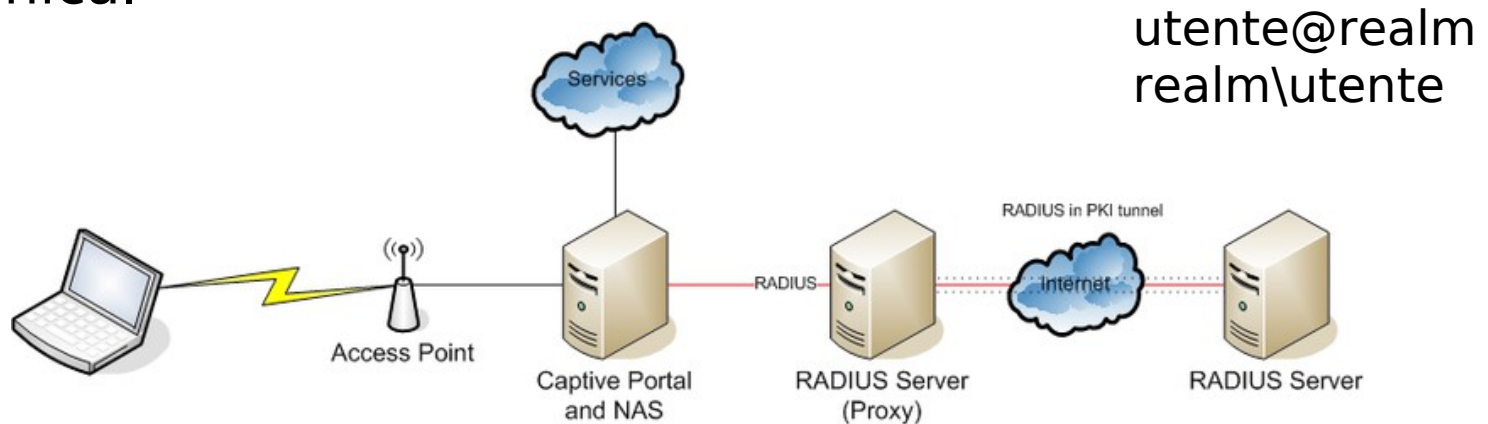 utente@realm
realm\utente
Services
RADIUS in PKI tunnel
RADIUS
Internet
Access Point
Captive Portal
and NAS
RADIUS Server
(Proxy)
RADIUS Server